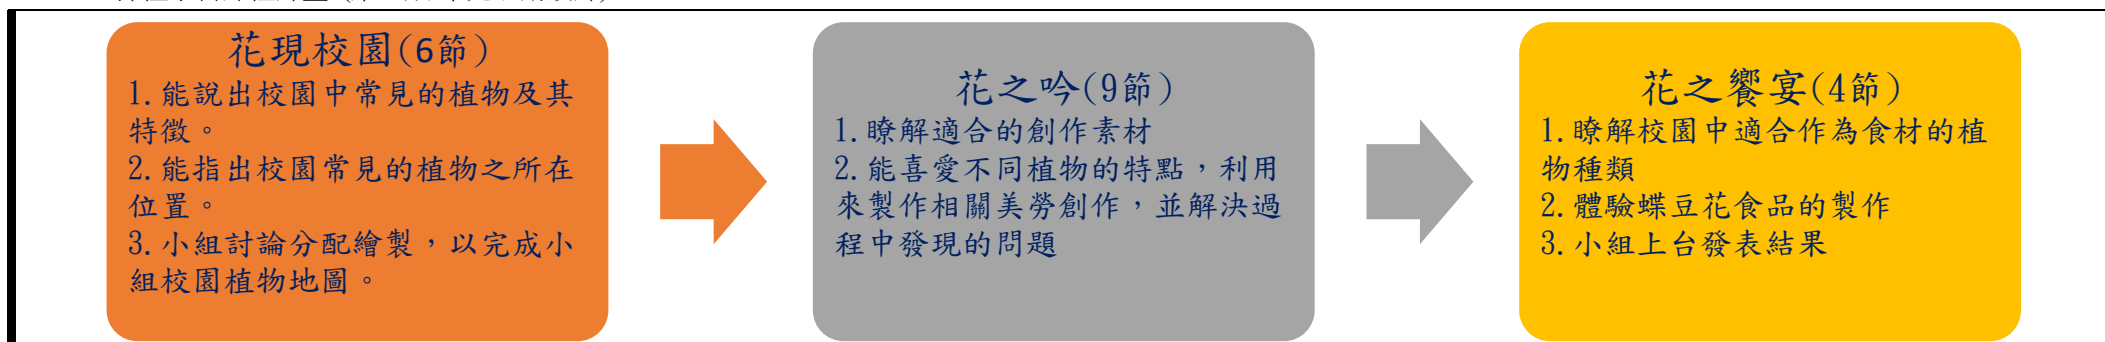 花現校園(6節)
1.能說出校園中常見的植物及其
特徵。
2.能指出校園常見的植物之所在
位置。
3.小組討論分配繪製，以完成小
組校園植物地圖。
花之吟(9節)
1.瞭解適合的創作素材
2.能喜愛不同植物的特點，利用
來製作相關美勞創作，並解決過
程中發現的問題
花之饗宴(4節)
1.瞭解校園中適合作為食材的植
物種類
2.體驗蝶豆花食品的製作
3.小組上台發表結果